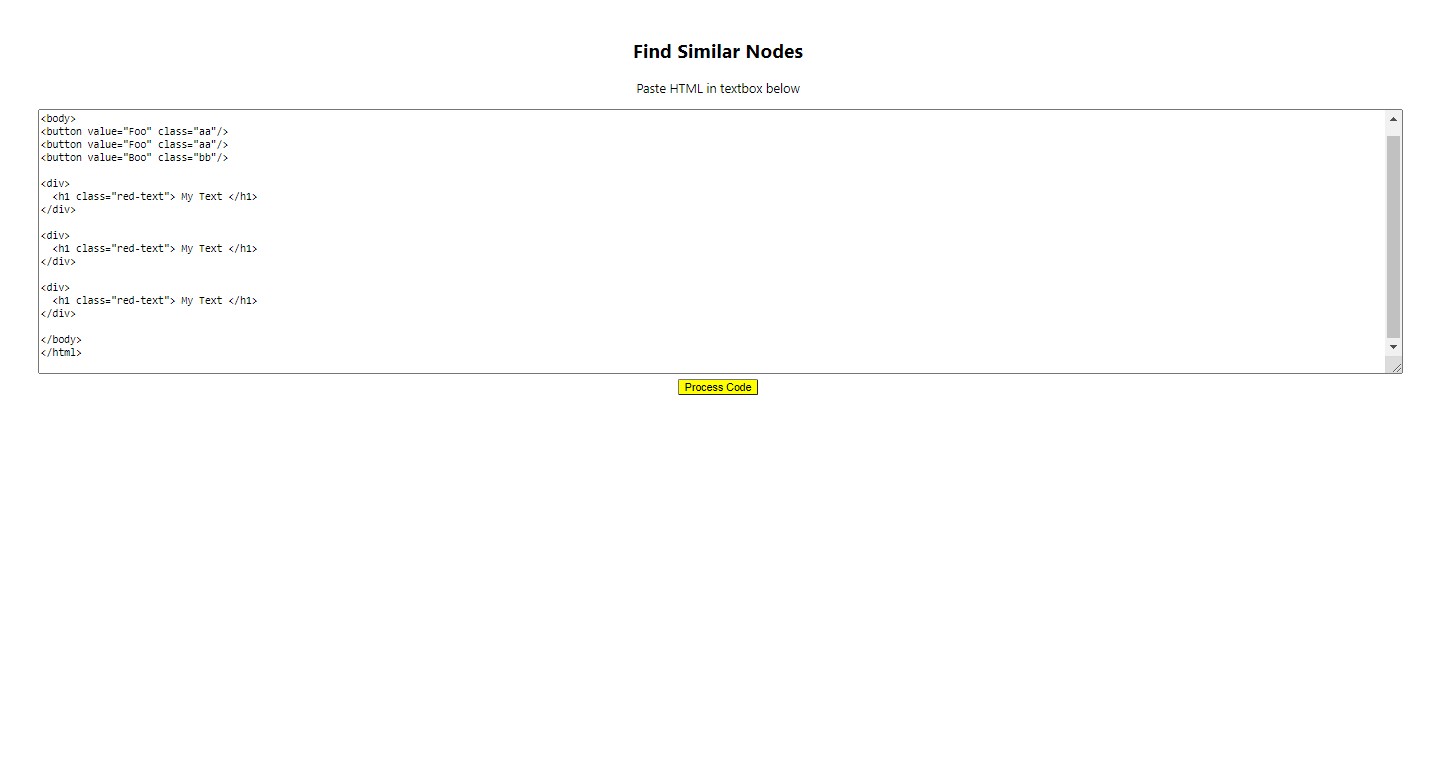 Find Similar Nodes
Paste HTML in textbox below
<body>
<button value="Foo" class="aa"/>
<button value="Foo" class="aa"/>
<button value="Boo" class="bb"/>
<div>
<h1 class="red-text"> My Text </h1>
</div>
<div>
<h1 class="red-text"> My Text </h1>
</div>
<div>
<h1 class="red-text"> My Text </h1>
</div>
</body>
</html>
Process Code